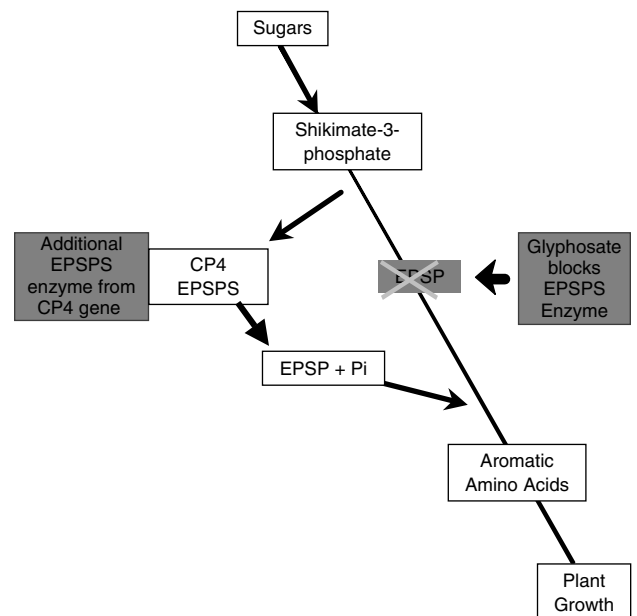 Sugars
Shikimate-3-
phosphate
Additional
EPSPS
enzyme from
CP4 gene
CP4
EPSPS
EPSP
Glyphosate
blocks
EPSPS
Enzyme
EPSP + Pi
Aromatic
Amino Acids
Plant
Growth